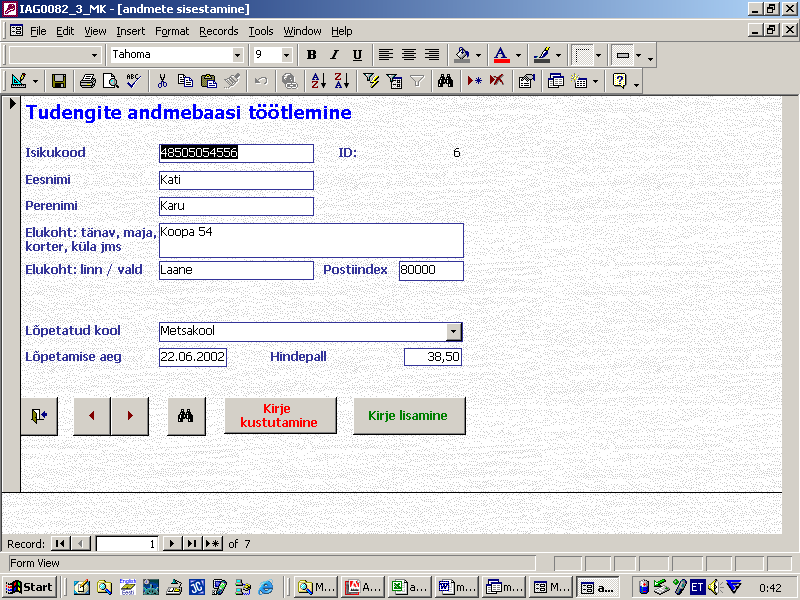 IAG0082_3_MK - [andmete sisestamine]
File Edit View Insert Format Records Tools Window Help
Tahoma 9 B I U
Tudengite andmebaasi töötlemine
Isikukood 48505054556 ID: 6
Eesnimi Kati
Perenimi Karu
Elukoht: tänav, maja, Koopa 54
korter, küla jms
Elukoht: linn / vald Laane Postiindex 80000
Lõpetatud kool Metsakool
Lõpetamise aeg 22.06.2002 Hindepall 38,50
Kirje
kustutamine
Kirje lisamine
Record: 1 of 7
Form View
Start M... A... a... m... m... M... a... ET 0:42